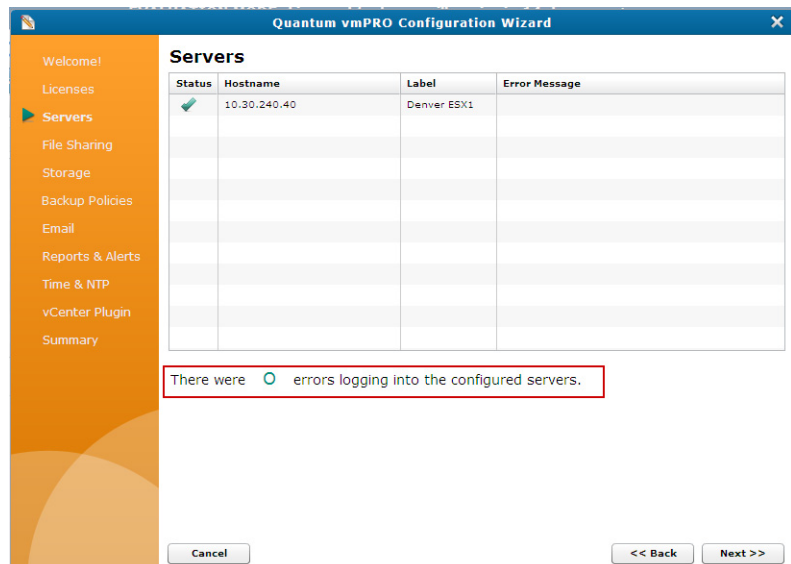 Quantum vmPRO Configuration Wizard
Welcome!
Licenses
Servers
File Sharing
Storage
Backup Policies
Email
Reports & Alerts
Time & NTP
vCenter Plugin
Summary
Servers
Status Hostname Label Error Message
10.30.240.40 Denver ESX1
There were 0 errors logging into the configured servers.
Cancel << Back Next >>